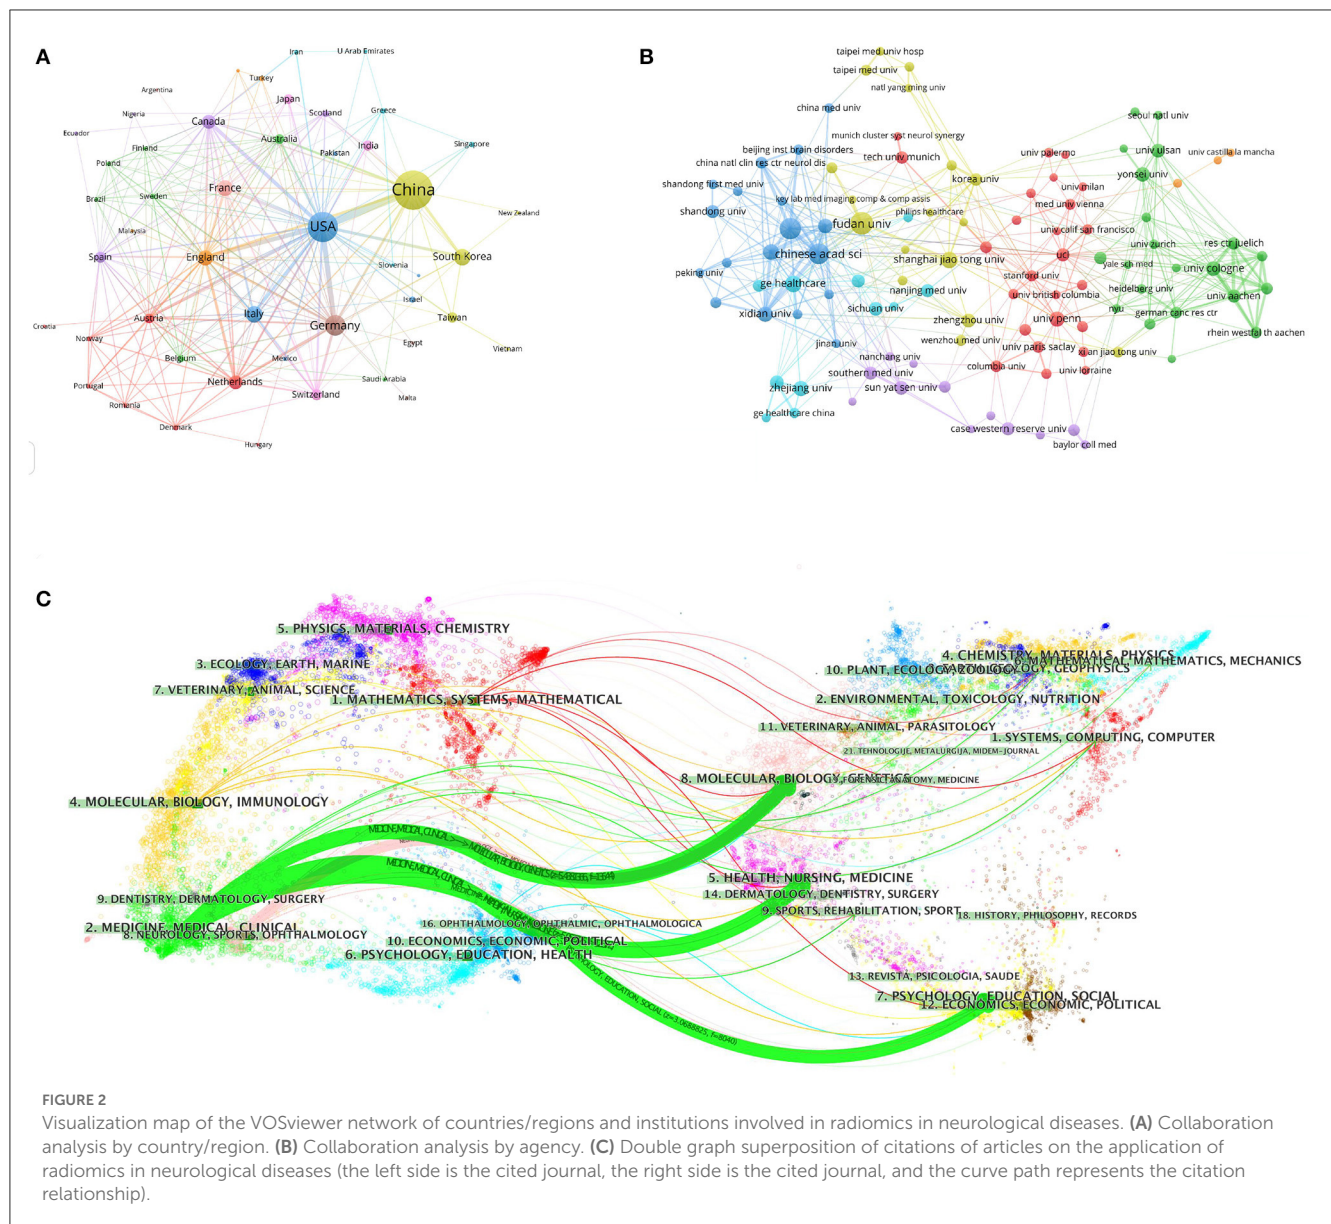 A
Iran
U Arab Emirates
Turkey
Argentina
Japan
Nigeria
Scotland
Greece
Canada
Ecuador
Australia
Finland
India
Singapore
Pakistan
Poland
France
China
Brazil
Sweden
New Zealand
USA
Malaysia
Spain
England
South Korea
Slovenia
Israel
Croatia
Austria
Italy
Germany
Taiwan
Norway
Egypt
Vietnam
Belgium
Mexico
Portugal
Netherlands
Saudi Arabia
Switzerland
Malta
Romania
Denmark
Hungary
B
taipei med univ hosp
taipei med univ
natl yang ming univ
china med univ
seoul natl univ
munich cluster syst neurol synergy
beijing inst brain disorders
tech univ munich
univ palermo
univ ulsan
univ castilla la mancha
china natl clin res ctr neurol dis
korea univ
yonsei univ
shandong first med univ
univ milan
key lab med imaging comp & comp assis
med univ vienna
shandong univ
philips healthcare
fudan univ
univ calif san francisco
chinese acad sci
univ zurich
res ctr juelich
uci
shanghai jiao tong univ
yale sch med
univ cologne
peking univ
ge healthcare
stanford univ
nanjing med univ
heidelberg univ
univ british columbia
univ aachen
xidian univ
sichuan univ
nyu
german canc res ctr
zhengzhou univ
univ penn
rhein westfal th aachen
jinan univ
wenzhou med univ
univ paris saclay
xi an jiao tong univ
nanchang univ
columbia univ
univ lorraine
southern med univ
zhejiang univ
sun yat sen univ
ge healthcare china
case western reserve univ
baylor coll med
C
5. PHYSICS, MATERIALS, CHEMISTRY
3. ECOLOGY, EARTH, MARINE
7. VETERINARY, ANIMAL, SCIENCE
1. MATHEMATICS, SYSTEMS, MATHEMATICAL
4. MOLECULAR, BIOLOGY, IMMUNOLOGY
9. DENTISTRY, DERMATOLOGY, SURGERY
2. MEDICINE, MEDICAL, CLINICAL
8. NEUROLOGY, SPORTS, OPHTHALMOLOGY
16. OPHTHALMOLOGY, OPHTHALMIC, OPHTHALMOLOGICA
10. ECONOMICS, ECONOMIC, POLITICAL
6. PSYCHOLOGY, EDUCATION, HEALTH
4. CHEMISTRY, MATERIALS, PHYSICS
6. MATHEMATICAL, MATHEMATICS, MECHANICS
10. PLANT, ECOLOGY, ZOOLOGY
GEOPHYSICS
2. ENVIRONMENTAL, TOXICOLOGY, NUTRITION
11. VETERINARY, ANIMAL, PARASITOLOGY
1. SYSTEMS, COMPUTING, COMPUTER
21. TEHNOLOGIJE, METALURGIJA, MIDEM-JOURNAL
8. MOLECULAR, BIOLOGY, GENETICS
ANATOMY, MEDICINE
5. HEALTH, NURSING, MEDICINE
14. DERMATOLOGY, DENTISTRY, SURGERY
9. SPORTS, REHABILITATION, SPORT
18. HISTORY, PHILOSOPHY, RECORDS
13. REVISTA, PSICOLOGIA, SAUDE
7. PSYCHOLOGY, EDUCATION, SOCIAL
12. ECONOMICS, ECONOMIC, POLITICAL
EDUCATION, SOCIAL (z=3.0688825, f=8040)
FIGURE 2
Visualization map of the VOSviewer network of countries/regions and institutions involved in radiomics in neurological diseases. (A) Collaboration
analysis by country/region. (B) Collaboration analysis by agency. (C) Double graph superposition of citations of articles on the application of
radiomics in neurological diseases (the left side is the cited journal, the right side is the cited journal, and the curve path represents the citation
relationship).